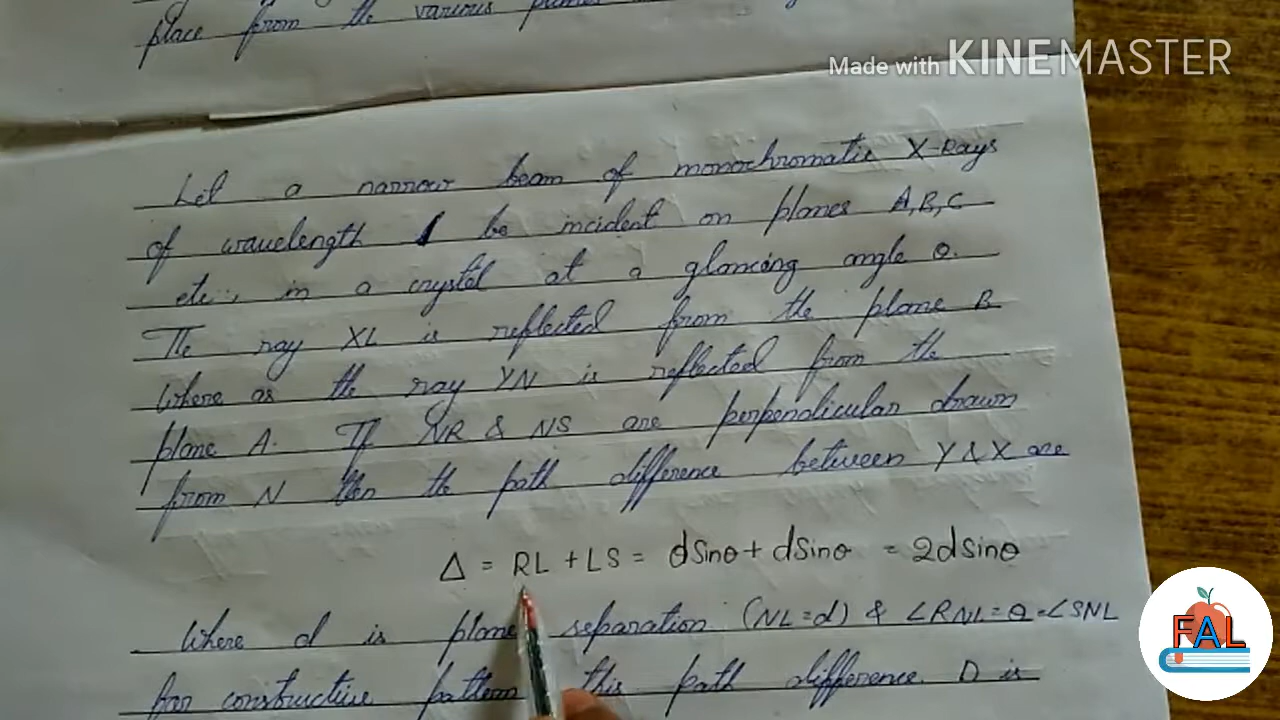 place from the various planes
Made with KINEMASTER
Let a narrow beam of monochromatic X-Rays
of wavelength be incident on planes A,B,C
etc., in a crystal at a glancing angle θ.
The ray XL is reflected from the plane B
Where as the ray YN is reflected from the
plane A. If NR & NS are perpendicular drawn
from N then the path difference between Y & X are
Δ = RL + LS = dSinθ + dSinθ = 2dSinθ
Where d is plane separation (NL=d) & ∠RNL=θ=∠SNL
for constructive pattern this path difference D is
FAL